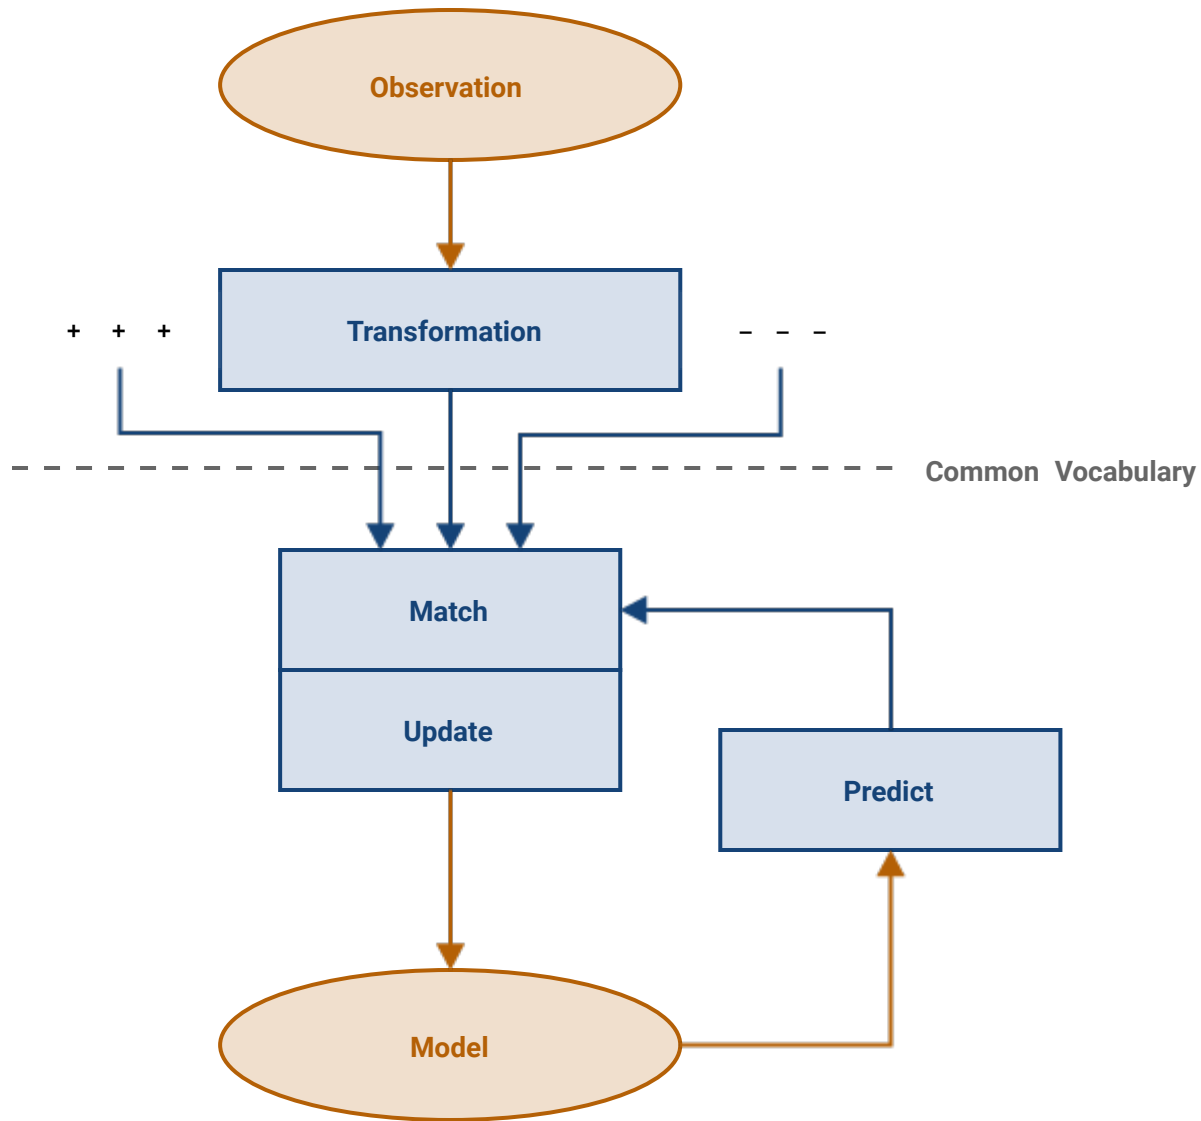 Observation
+ + + Transformation – – –
Common Vocabulary
Match
Update
Predict
Model